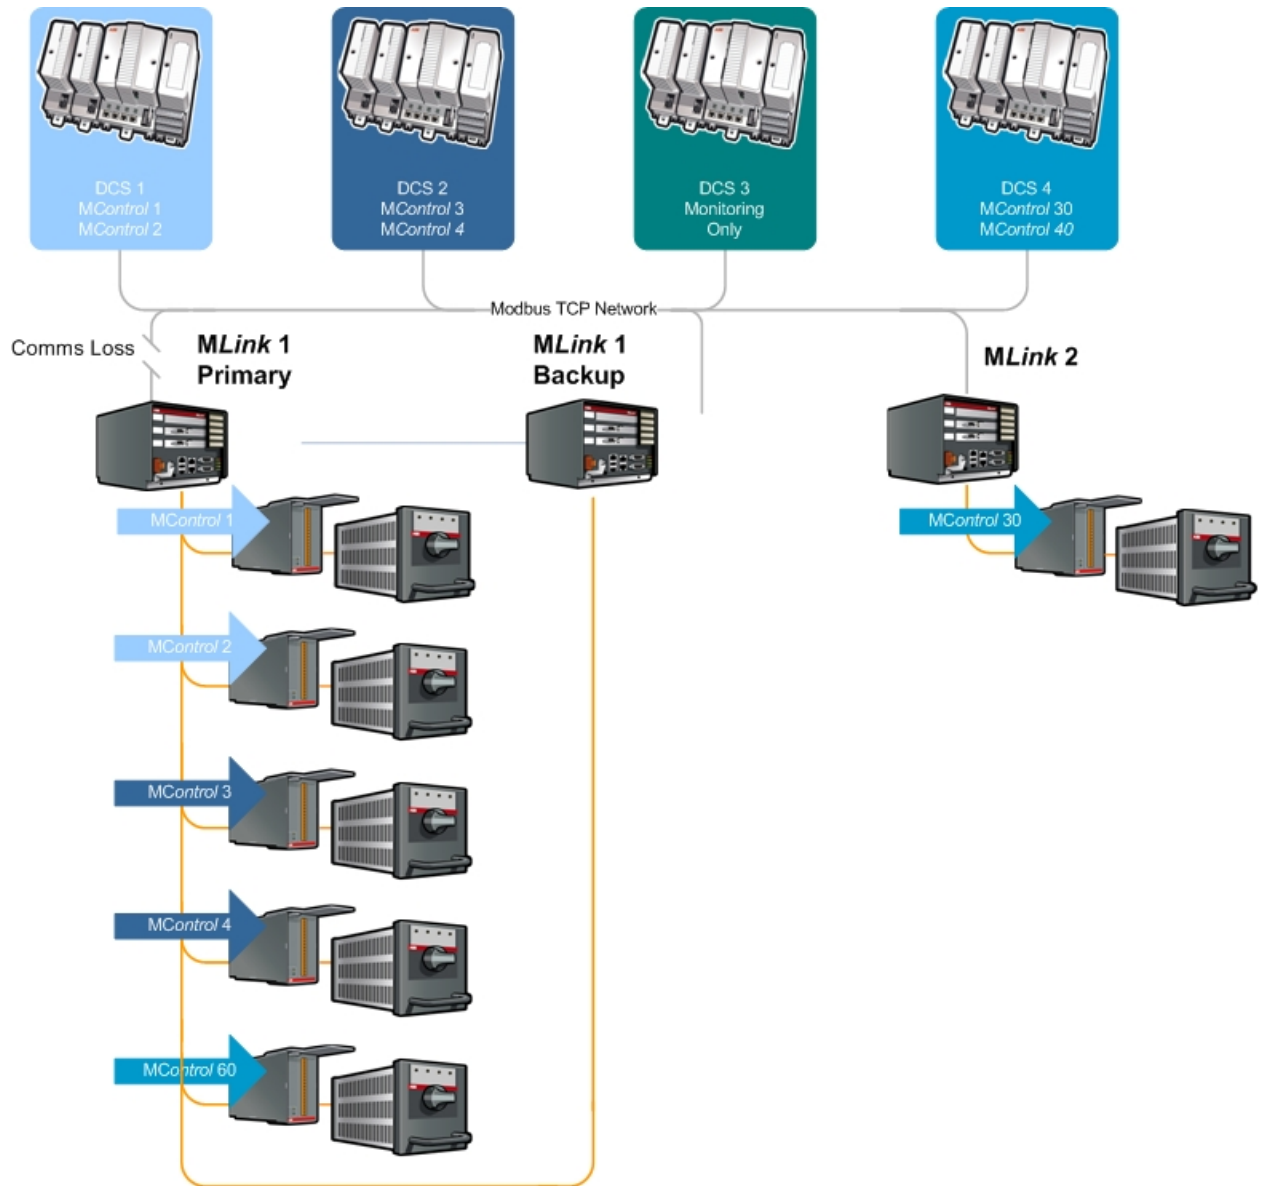 DCS 1
MControl 1
MControl 2
DCS 2
MControl 3
MControl 4
DCS 3
Monitoring
Only
DCS 4
MControl 30
MControl 40
Modbus TCP Network
Comms Loss
MLink 1
Primary
MLink 1
Backup
MLink 2
MControl 1
MControl 30
MControl 2
MControl 3
MControl 4
MControl 60